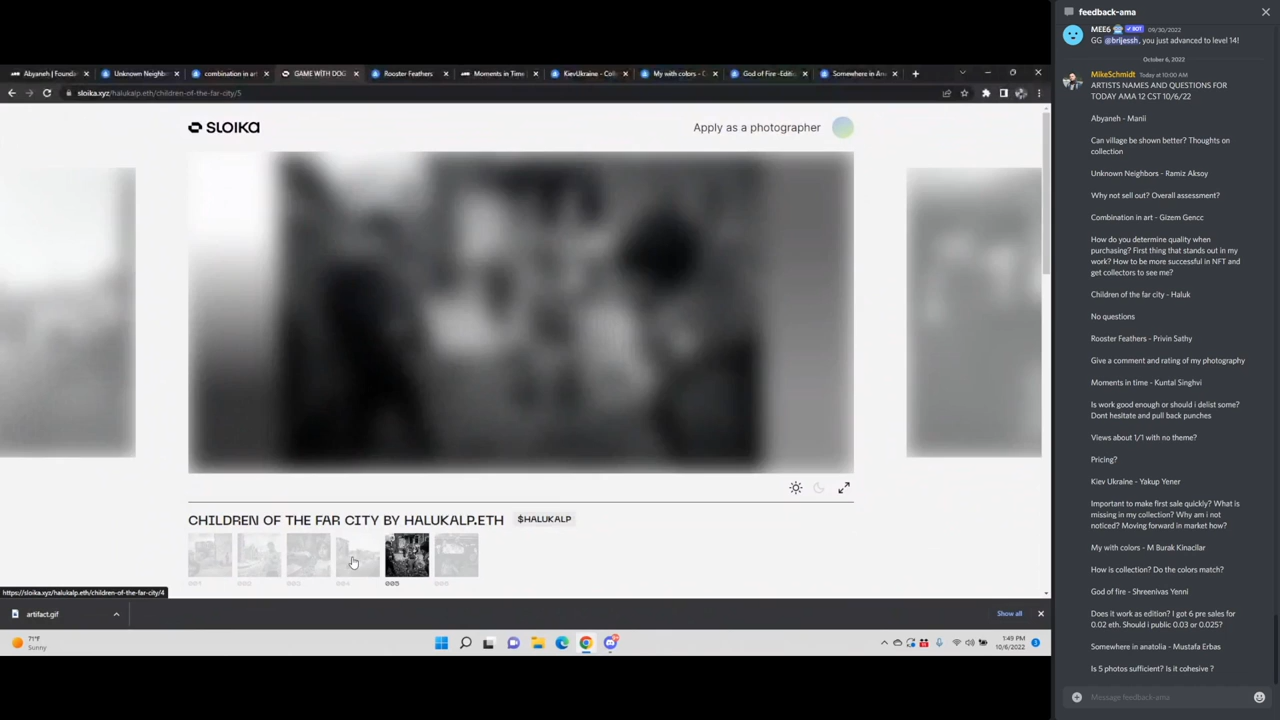 Abyaneh | Founda
Unknown Neighb
combination in art
GAME WITH DOG
Rooster Feathers
Moments in Time
KievUkraine - Colle
My with colors - D
God of Fire -Editio
Somewhere in Ana
sloika.xyz/halukalp.eth/children-of-the-far-city/5
SLOIKA
Apply as a photographer
CHILDREN OF THE FAR CITY BY HALUKALP.ETH
$HALUKALP
001 002 003 004 005 006
https://sloika.xyz/halukalp.eth/children-of-the-far-city/4
artifact.gif
Show all
71°F
Sunny
1:49 PM
10/6/2022
feedback-ama
MEE6 BOT 09/30/2022
GG @brijessh, you just advanced to level 14!
October 6, 2022
MikeSchmidt Today at 10:00 AM
ARTISTS NAMES AND QUESTIONS FOR
TODAY AMA 12 CST 10/6/22
Abyaneh - Manii
Can village be shown better? Thoughts on
collection
Unknown Neighbors - Ramiz Aksoy
Why not sell out? Overall assessment?
Combination in art - Gizem Gencc
How do you determine quality when
purchasing? First thing that stands out in my
work? How to be more successful in NFT and
get collectors to see me?
Children of the far city - Haluk
No questions
Rooster Feathers - Privin Sathy
Give a comment and rating of my photography
Moments in time - Kuntal Singhvi
Is work good enough or should i delist some?
Dont hesitate and pull back punches
Views about 1/1 with no theme?
Pricing?
Kiev Ukraine - Yakup Yener
Important to make first sale quickly? What is
missing in my collection? Why am i not
noticed? Moving forward in market how?
My with colors - M Burak Kinacilar
How is collection? Do the colors match?
God of fire - Shreenivas Yenni
Does it work as edition? I got 6 pre sales for
0.02 eth. Should i public 0.03 or 0.025?
Somewhere in anatolia - Mustafa Erbas
Is 5 photos sufficient? Is it cohesive ?
Message feedback-ama